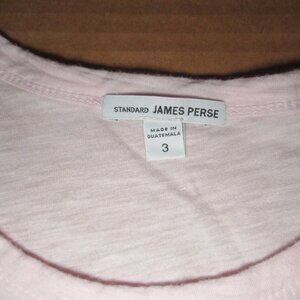 STANDARD JAMES PERSE
MADE IN
GUATEMALA
3